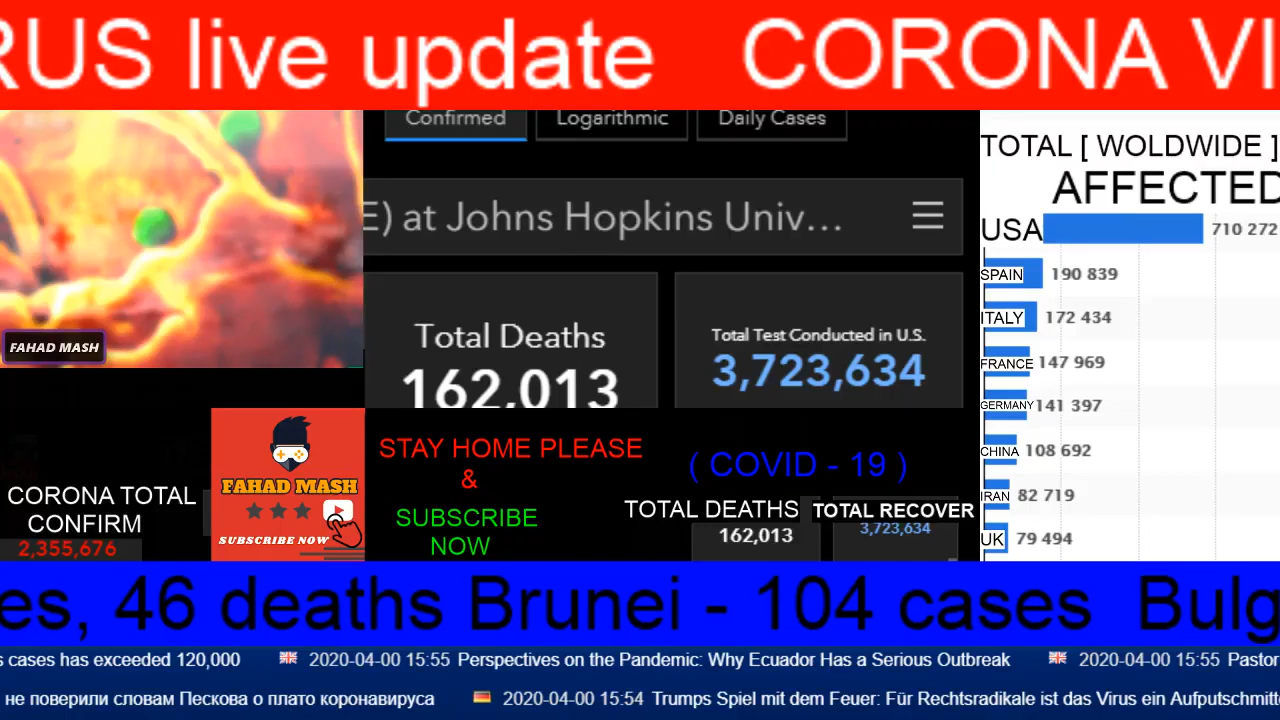 RUS live update CORONA VI
Confirmed Logarithmic Daily Cases
E) at Johns Hopkins Univ...
Total Deaths
162,013
Total Test Conducted in U.S.
3,723,634
FAHAD MASH
TOTAL [ WOLDWIDE ]
AFFECTED
USA 710 272
SPAIN 190 839
ITALY 172 434
FRANCE 147 969
GERMANY 141 397
CHINA 108 692
IRAN 82 719
UK 79 494
CORONA TOTAL
CONFIRM
2,355,676
FAHAD MASH
SUBSCRIBE NOW
STAY HOME PLEASE
&
SUBSCRIBE
NOW
( COVID - 19 )
TOTAL DEATHS
162,013
TOTAL RECOVER
3,723,634
es, 46 deaths Brunei - 104 cases Bulg
s cases has exceeded 120,000 2020-04-00 15:55 Perspectives on the Pandemic: Why Ecuador Has a Serious Outbreak 2020-04-00 15:55 Pastor
не поверили словам Пескова о плато коронавируса 2020-04-00 15:54 Trumps Spiel mit dem Feuer: Für Rechtsradikale ist das Virus ein Aufputschmitt